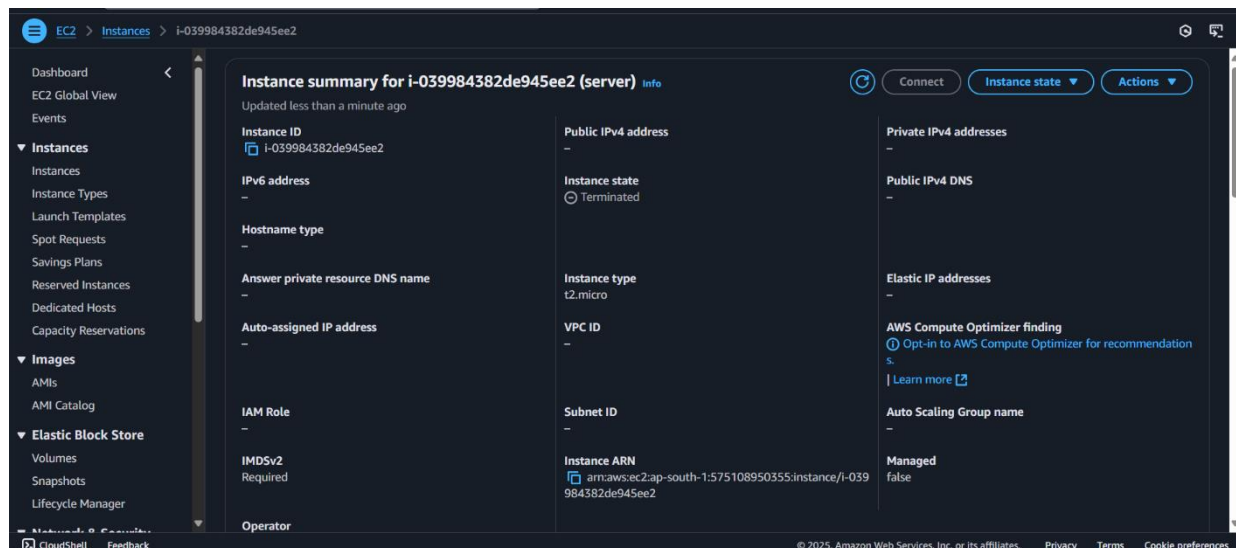 EC2 > Instances > i-039984382de945ee2
Dashboard
EC2 Global View
Events
Instances
Instances
Instance Types
Launch Templates
Spot Requests
Savings Plans
Reserved Instances
Dedicated Hosts
Capacity Reservations
Images
AMIs
AMI Catalog
Elastic Block Store
Volumes
Snapshots
Lifecycle Manager
Network & Security
Instance summary for i-039984382de945ee2 (server) Info
Updated less than a minute ago
Connect
Instance state
Actions
Instance ID
i-039984382de945ee2
Public IPv4 address
–
Private IPv4 addresses
–
IPv6 address
–
Instance state
Terminated
Public IPv4 DNS
–
Hostname type
–
Answer private resource DNS name
–
Instance type
t2.micro
Elastic IP addresses
–
Auto-assigned IP address
–
VPC ID
–
AWS Compute Optimizer finding
Opt-in to AWS Compute Optimizer for recommendation
s.
| Learn more
IAM Role
–
Subnet ID
–
Auto Scaling Group name
–
IMDSv2
Required
Instance ARN
arn:aws:ec2:ap-south-1:575108950355:instance/i-039
984382de945ee2
Managed
false
Operator
CloudShell Feedback
© 2025, Amazon Web Services, Inc. or its affiliates. Privacy Terms Cookie preferences